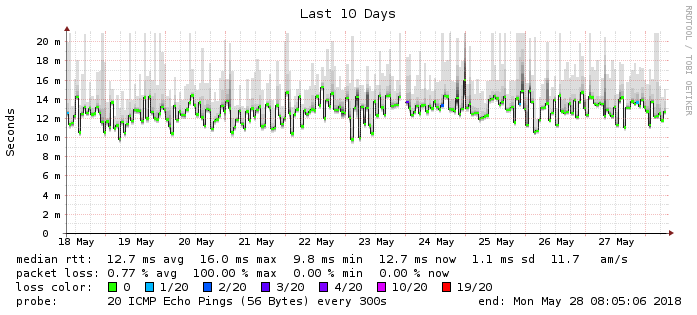 Last 10 Days
RRDTOOL / TOBI OETIKER
Seconds
20 m
18 m
16 m
14 m
12 m
10 m
8 m
6 m
4 m
2 m
0
18 May 19 May 20 May 21 May 22 May 23 May 24 May 25 May 26 May 27 May
median rtt: 12.7 ms avg 16.0 ms max 9.8 ms min 12.7 ms now 1.1 ms sd 11.7 am/s
packet loss: 0.77 % avg 100.00 % max 0.00 % min 0.00 % now
loss color: 0 1/20 2/20 3/20 4/20 10/20 19/20
probe: 20 ICMP Echo Pings (56 Bytes) every 300s end: Mon May 28 08:05:06 2018